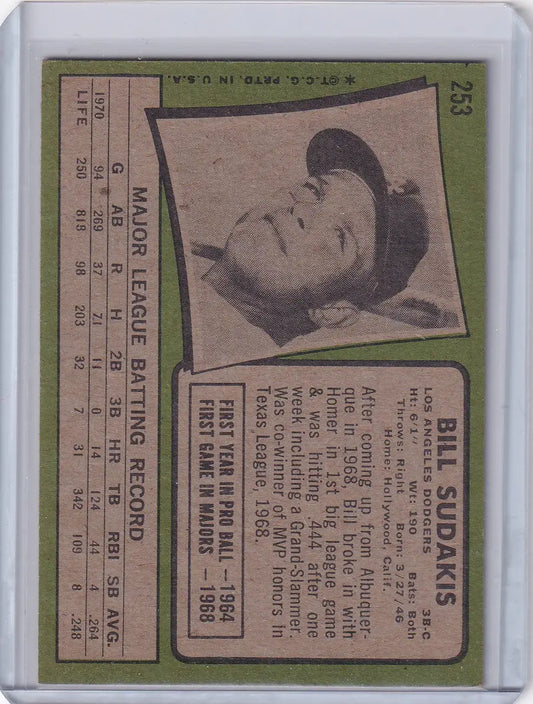 253
BILL SUDAKIS
LOS ANGELES DODGERS 3B-C
Ht: 6'1" Wt: 190 Bats: Both
Throws: Right Born: 3/27/46
Home: Hollywood, Calif.
After coming up from Albuquer-
que in 1968, Bill broke in with
Homer in 1st big league game
& was hitting .444 after one
week including a Grand-Slammer.
Was co-winner of MVP honors in
Texas League, 1968.
FIRST YEAR IN PRO BALL — 1964
FIRST GAME IN MAJORS — 1968
MAJOR LEAGUE BATTING RECORD
G AB R H 2B 3B HR TB RBI SB AVG.
1970 94 269 37 71 11 0 14 124 44 4 .264
LIFE 250 818 98 203 32 7 31 342 109 8 .248
*©T.C.G. PRTD. IN U.S.A.